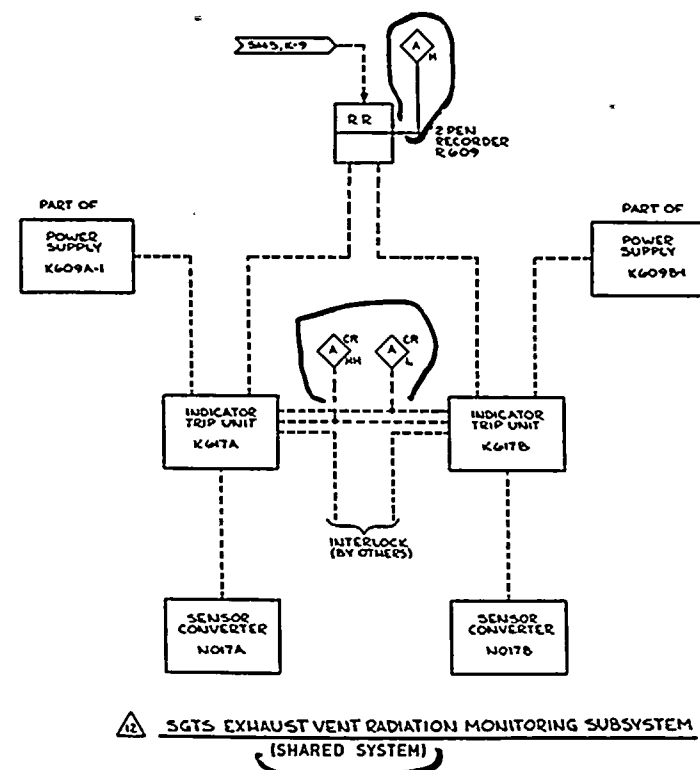 SH5, K-9
A
H
RR
2 PEN
RECORDER
R609
PART OF
POWER
SUPPLY
K609A-1
PART OF
POWER
SUPPLY
K609B-1
A CR
HH
A CR
L
INDICATOR
TRIP UNIT
K617A
INDICATOR
TRIP UNIT
K617B
INTERLOCK
(BY OTHERS)
SENSOR
CONVERTER
N017A
SENSOR
CONVERTER
N017B
12 SGTS EXHAUST VENT RADIATION MONITORING SUBSYSTEM
(SHARED SYSTEM)